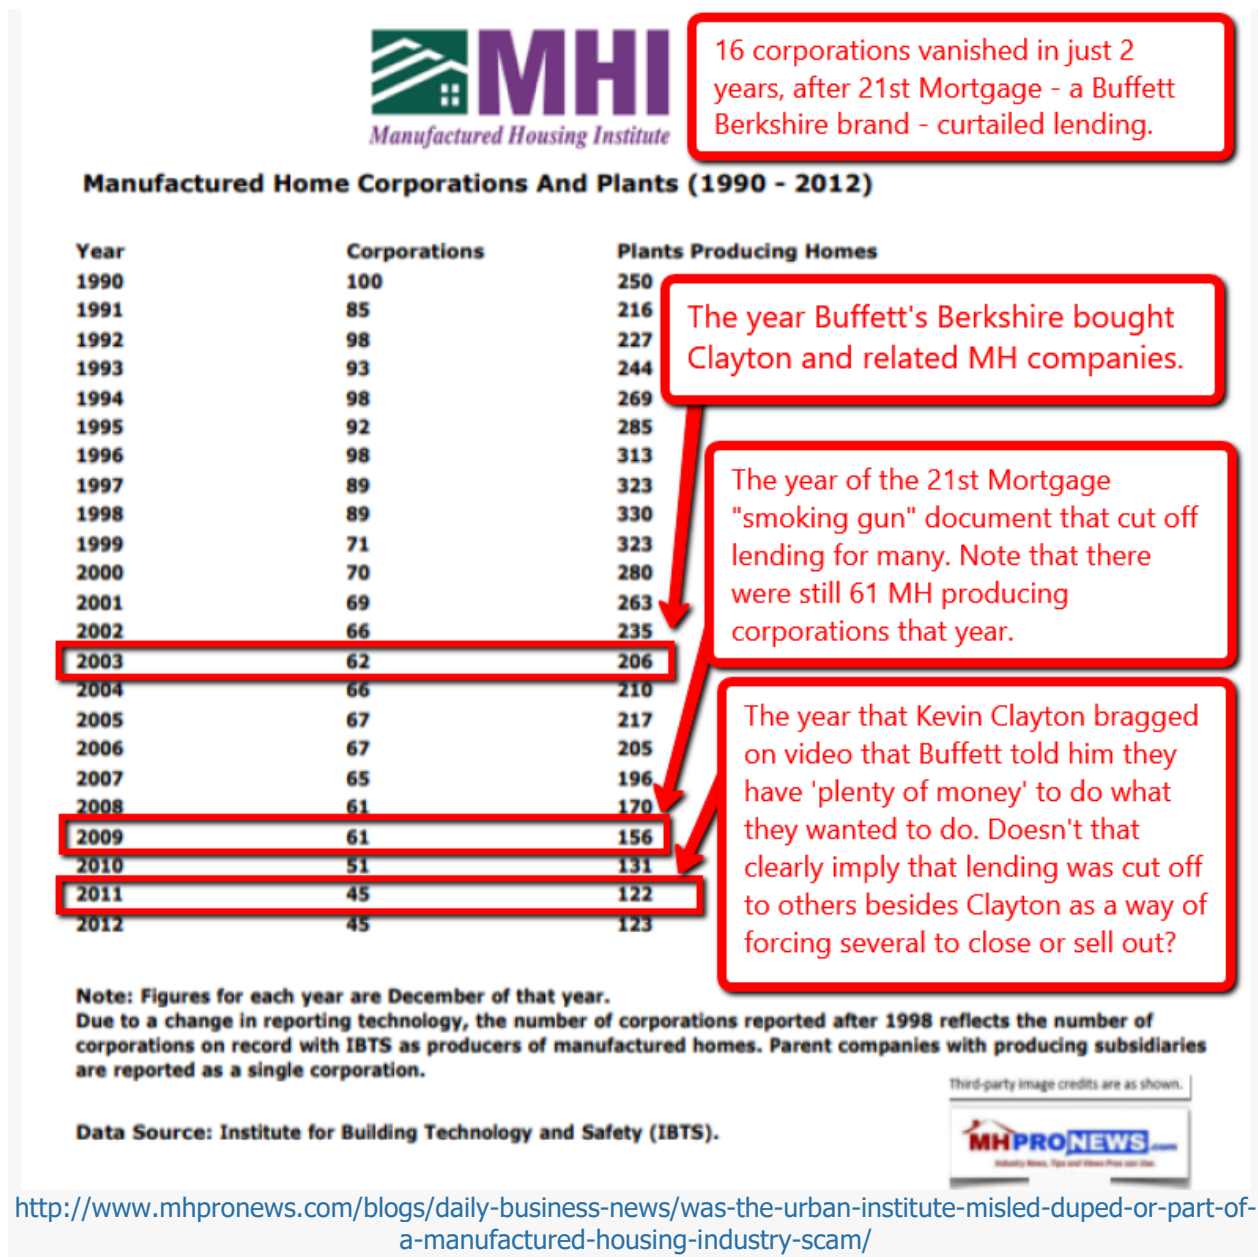 MHI
Manufactured Housing Institute
16 corporations vanished in just 2
years, after 21st Mortgage - a Buffett
Berkshire brand - curtailed lending.
Manufactured Home Corporations And Plants (1990 - 2012)
Year Corporations Plants Producing Homes
1990 100 250
1991 85 216
1992 98 227
1993 93 244
1994 98 269
1995 92 285
1996 98 313
1997 89 323
1998 89 330
1999 71 323
2000 70 280
2001 69 263
2002 66 235
2003 62 206
2004 66 210
2005 67 217
2006 67 205
2007 65 196
2008 61 170
2009 61 156
2010 51 131
2011 45 122
2012 45 123
The year Buffett's Berkshire bought
Clayton and related MH companies.
The year of the 21st Mortgage
"smoking gun" document that cut off
lending for many. Note that there
were still 61 MH producing
corporations that year.
The year that Kevin Clayton bragged
on video that Buffett told him they
have 'plenty of money' to do what
they wanted to do. Doesn't that
clearly imply that lending was cut off
to others besides Clayton as a way of
forcing several to close or sell out?
Note: Figures for each year are December of that year.
Due to a change in reporting technology, the number of corporations reported after 1998 reflects the number of
corporations on record with IBTS as producers of manufactured homes. Parent companies with producing subsidiaries
are reported as a single corporation.
Data Source: Institute for Building Technology and Safety (IBTS).
Third-party image credits are as shown.
MHPRONEWS.com
Industry News, Tips and Views Pros can Use.
http://www.mhpronews.com/blogs/daily-business-news/was-the-urban-institute-misled-duped-or-part-of-
a-manufactured-housing-industry-scam/